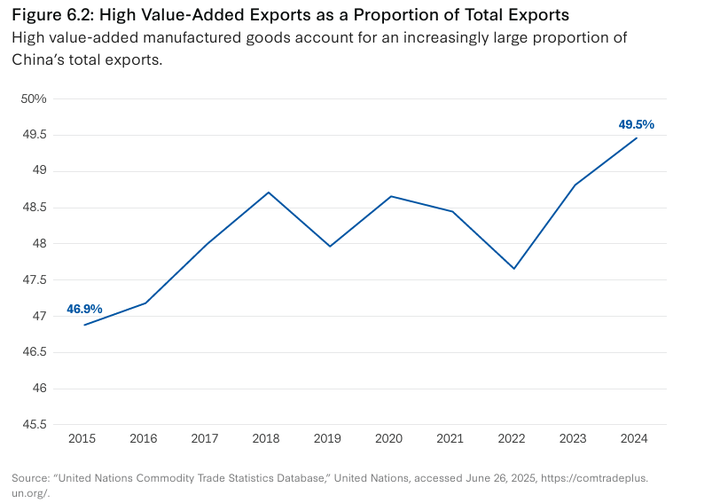 Figure 6.2: High Value-Added Exports as a Proportion of Total Exports
High value-added manufactured goods account for an increasingly large proportion of
China’s total exports.
50%
49.5
49
48.5
48
47.5
47
46.5
46
45.5
46.9%
49.5%
2015 2016 2017 2018 2019 2020 2021 2022 2023 2024
Source: “United Nations Commodity Trade Statistics Database,” United Nations, accessed June 26, 2025, https://comtradeplus.
un.org/.